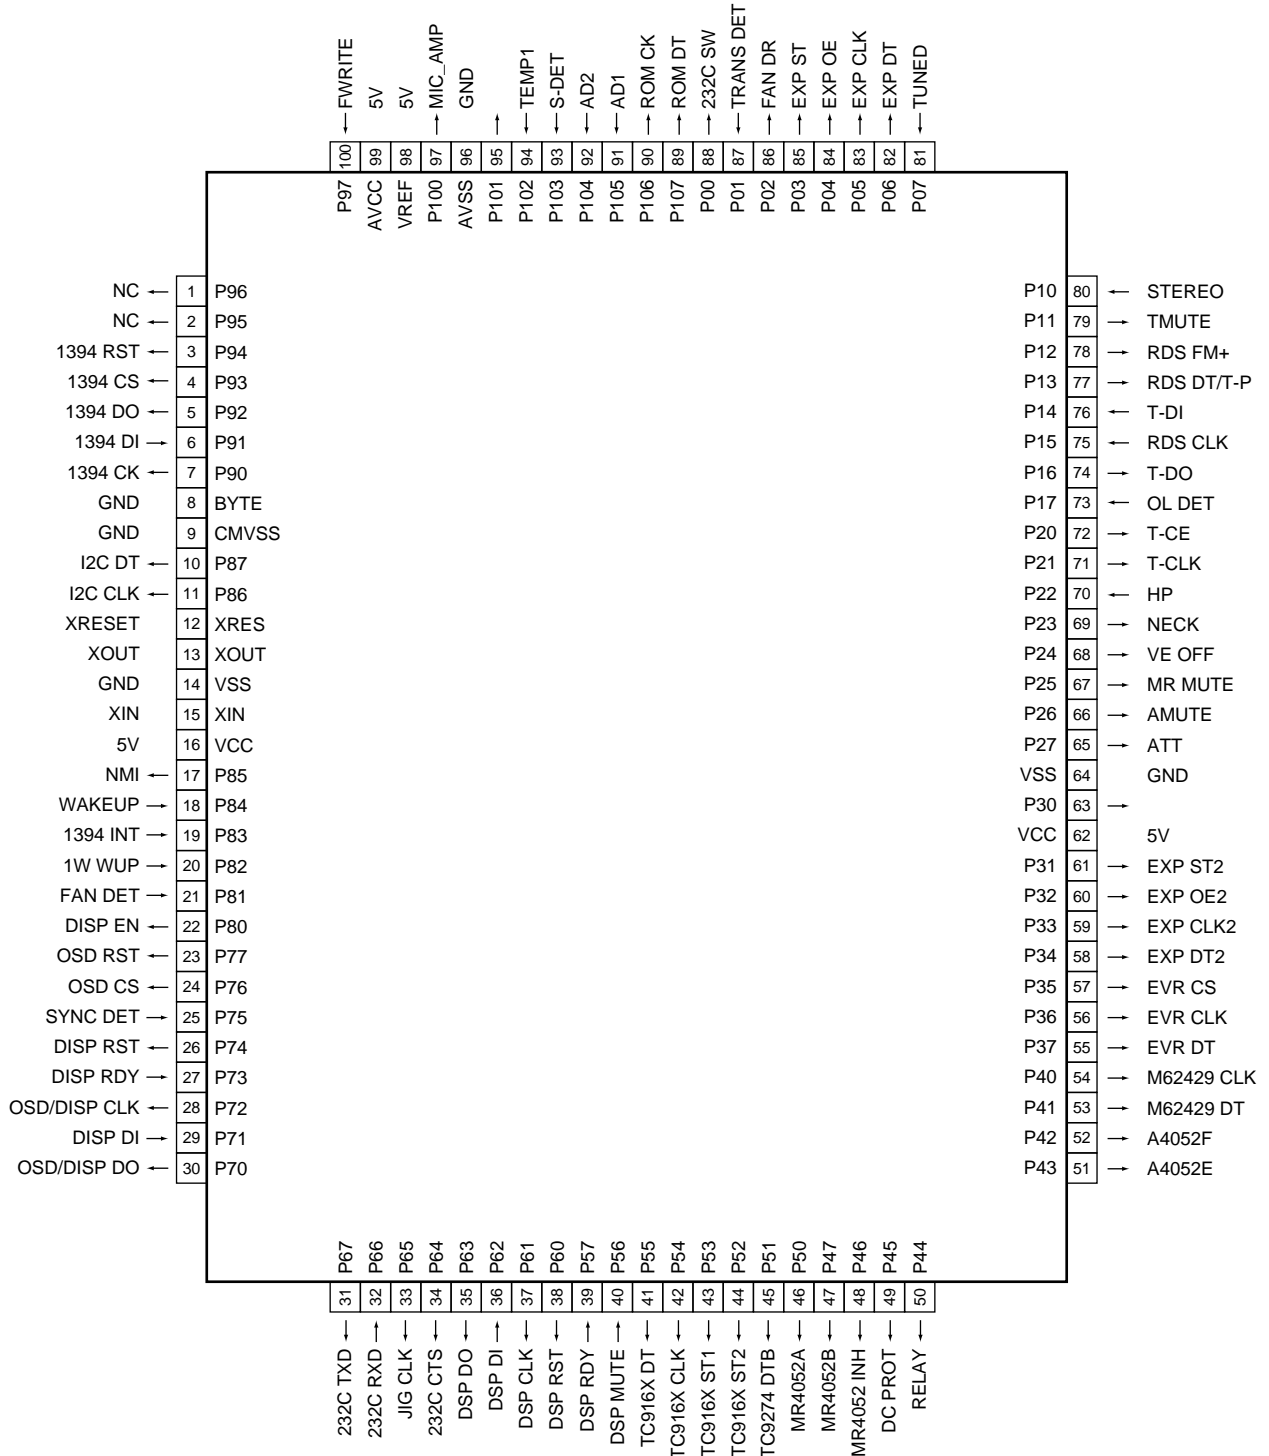 FWRITE 5V 5V MIC_AMP GND TEMP1 S-DET AD2 AD1 ROM CK ROM DT 232C SW TRANS DET FAN DR EXP ST EXP OE EXP CLK EXP DT TUNED
100 99 98 97 96 95 94 93 92 91 90 89 88 87 86 85 84 83 82 81
P97 AVCC VREF P100 AVSS P101 P102 P103 P104 P105 P106 P107 P00 P01 P02 P03 P04 P05 P06 P07
NC 1 P96 P10 80 STEREO
NC 2 P95 P11 79 TMUTE
1394 RST 3 P94 P12 78 RDS FM+
1394 CS 4 P93 P13 77 RDS DT/T-P
1394 DO 5 P92 P14 76 T-DI
1394 DI 6 P91 P15 75 RDS CLK
1394 CK 7 P90 P16 74 T-DO
GND 8 BYTE P17 73 OL DET
GND 9 CMVSS P20 72 T-CE
I2C DT 10 P87 P21 71 T-CLK
I2C CLK 11 P86 P22 70 HP
XRESET 12 XRES P23 69 NECK
XOUT 13 XOUT P24 68 VE OFF
GND 14 VSS P25 67 MR MUTE
XIN 15 XIN P26 66 AMUTE
5V 16 VCC P27 65 ATT
NMI 17 P85 VSS 64 GND
WAKEUP 18 P84 P30 63
1394 INT 19 P83 VCC 62 5V
1W WUP 20 P82 P31 61 EXP ST2
FAN DET 21 P81 P32 60 EXP OE2
DISP EN 22 P80 P33 59 EXP CLK2
OSD RST 23 P77 P34 58 EXP DT2
OSD CS 24 P76 P35 57 EVR CS
SYNC DET 25 P75 P36 56 EVR CLK
DISP RST 26 P74 P37 55 EVR DT
DISP RDY 27 P73 P40 54 M62429 CLK
OSD/DISP CLK 28 P72 P41 53 M62429 DT
DISP DI 29 P71 P42 52 A4052F
OSD/DISP DO 30 P70 P43 51 A4052E
P67 P66 P65 P64 P63 P62 P61 P60 P57 P56 P55 P54 P53 P52 P51 P50 P47 P46 P45 P44
31 32 33 34 35 36 37 38 39 40 41 42 43 44 45 46 47 48 49 50
232C TXD 232C RXD JIG CLK 232C CTS DSP DO DSP DI DSP CLK DSP RST DSP RDY DSP MUTE TC916X DT TC916X CLK TC916X ST1 TC916X ST2 TC9274 DTB MR4052A MR4052B MR4052 INH DC PROT RELAY